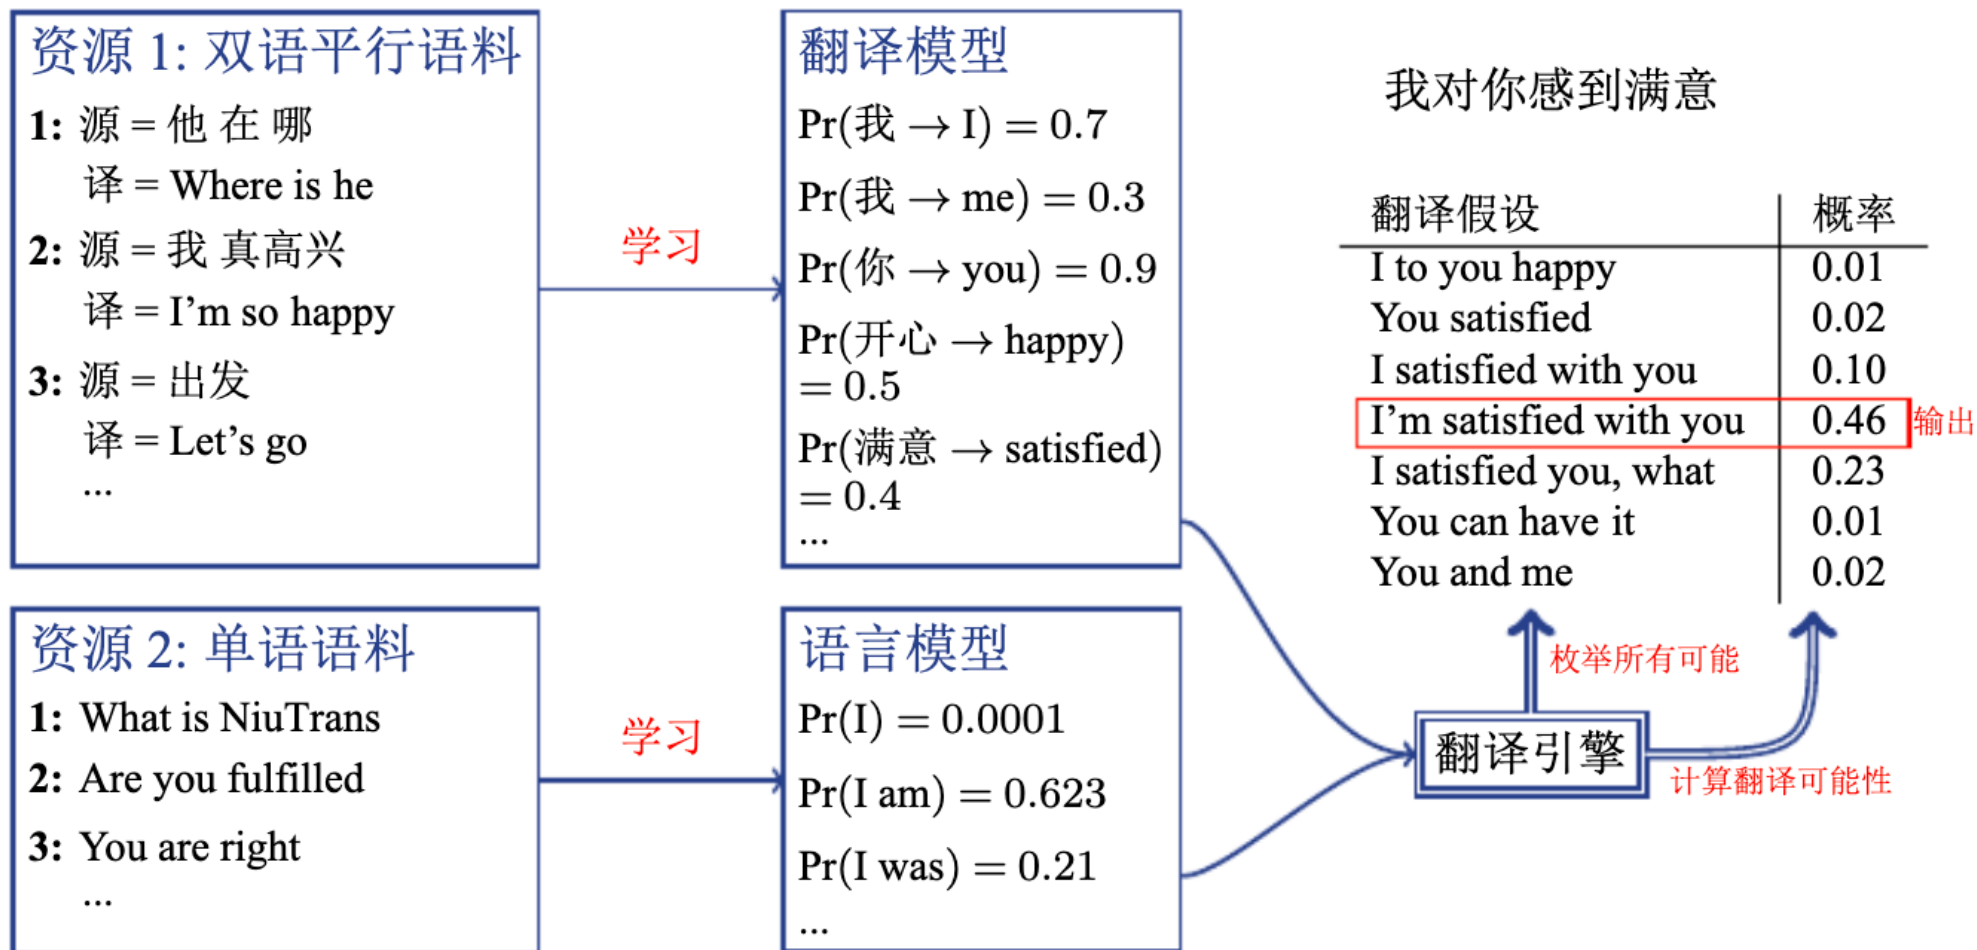 资源 1: 双语平行语料
1: 源 = 他 在 哪
译 = Where is he
2: 源 = 我 真高兴
译 = I'm so happy
3: 源 = 出发
译 = Let's go
...
学习
翻译模型
Pr(我 → I) = 0.7
Pr(我 → me) = 0.3
Pr(你 → you) = 0.9
Pr(开心 → happy)
= 0.5
Pr(满意 → satisfied)
= 0.4
...
资源 2: 单语语料
1: What is NiuTrans
2: Are you fulfilled
3: You are right
...
学习
语言模型
Pr(I) = 0.0001
Pr(I am) = 0.623
Pr(I was) = 0.21
...
我对你感到满意
翻译假设 概率
I to you happy 0.01
You satisfied 0.02
I satisfied with you 0.10
I'm satisfied with you 0.46 输出
I satisfied you, what 0.23
You can have it 0.01
You and me 0.02
枚举所有可能
翻译引擎
计算翻译可能性